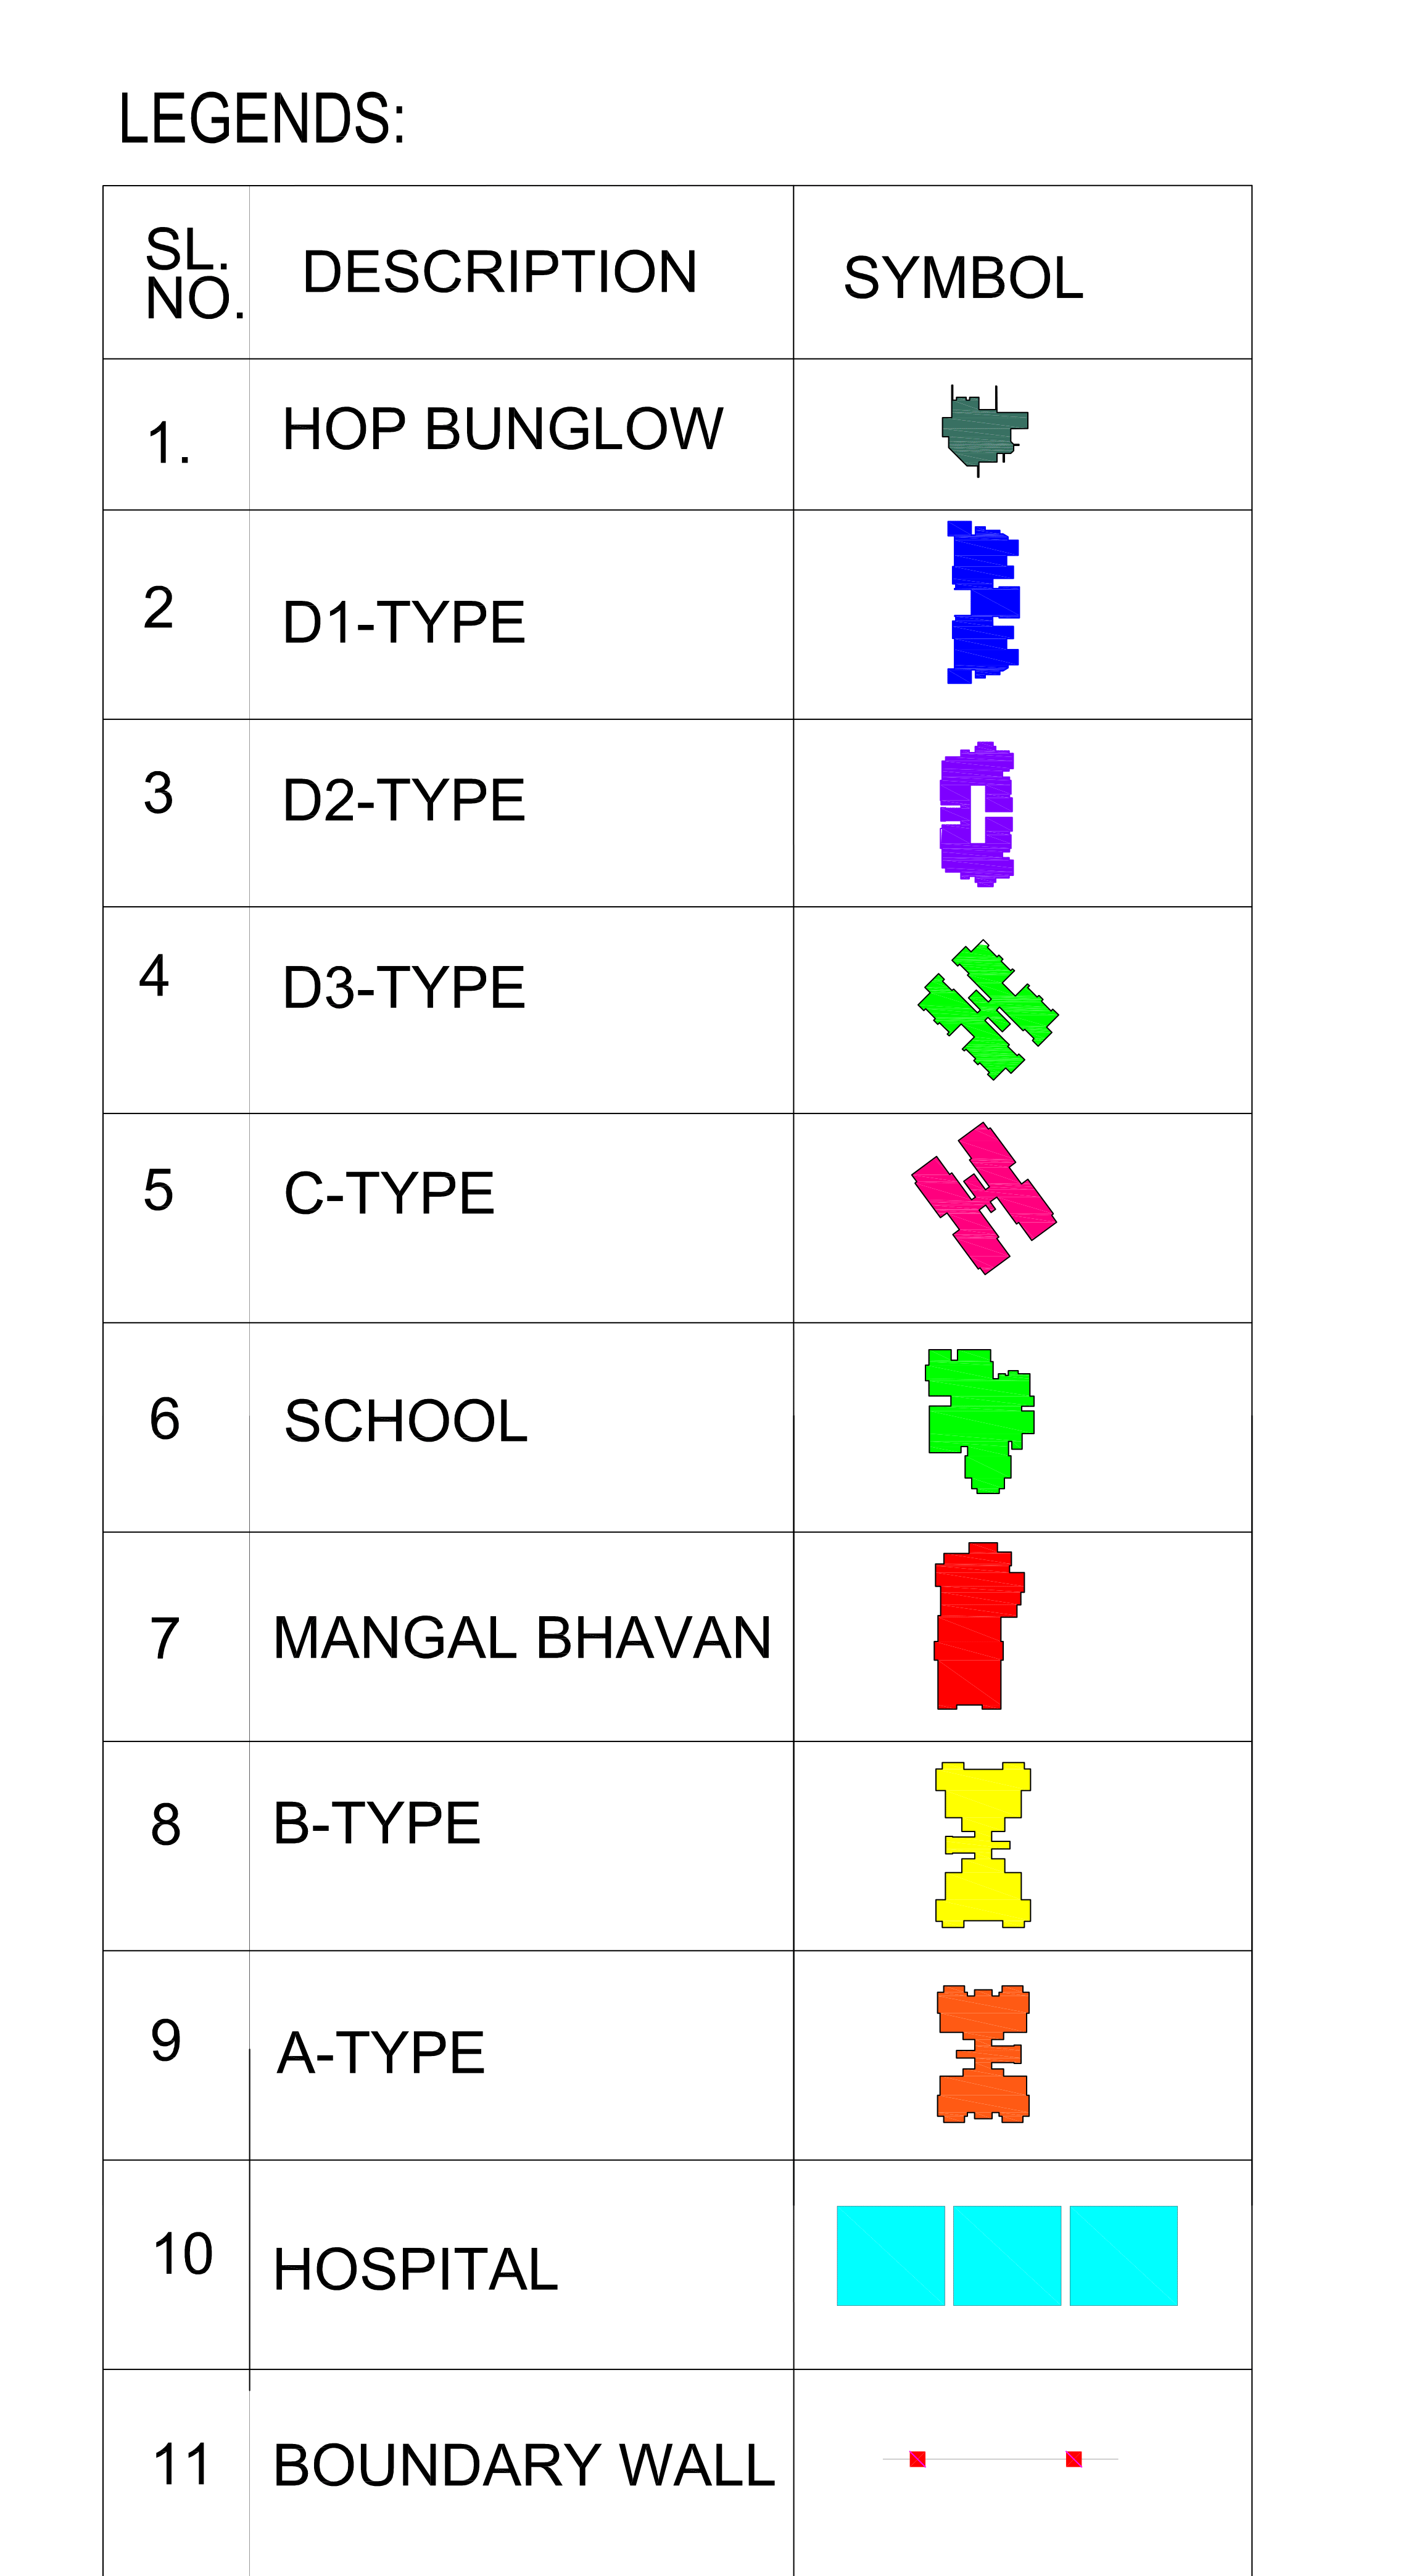 LEGENDS:
SL.
NO.
DESCRIPTION
SYMBOL
1.
HOP BUNGLOW
2
D1-TYPE
3
D2-TYPE
4
D3-TYPE
5
C-TYPE
6
SCHOOL
7
MANGAL BHAVAN
8
B-TYPE
9
A-TYPE
10
HOSPITAL
11
BOUNDARY WALL